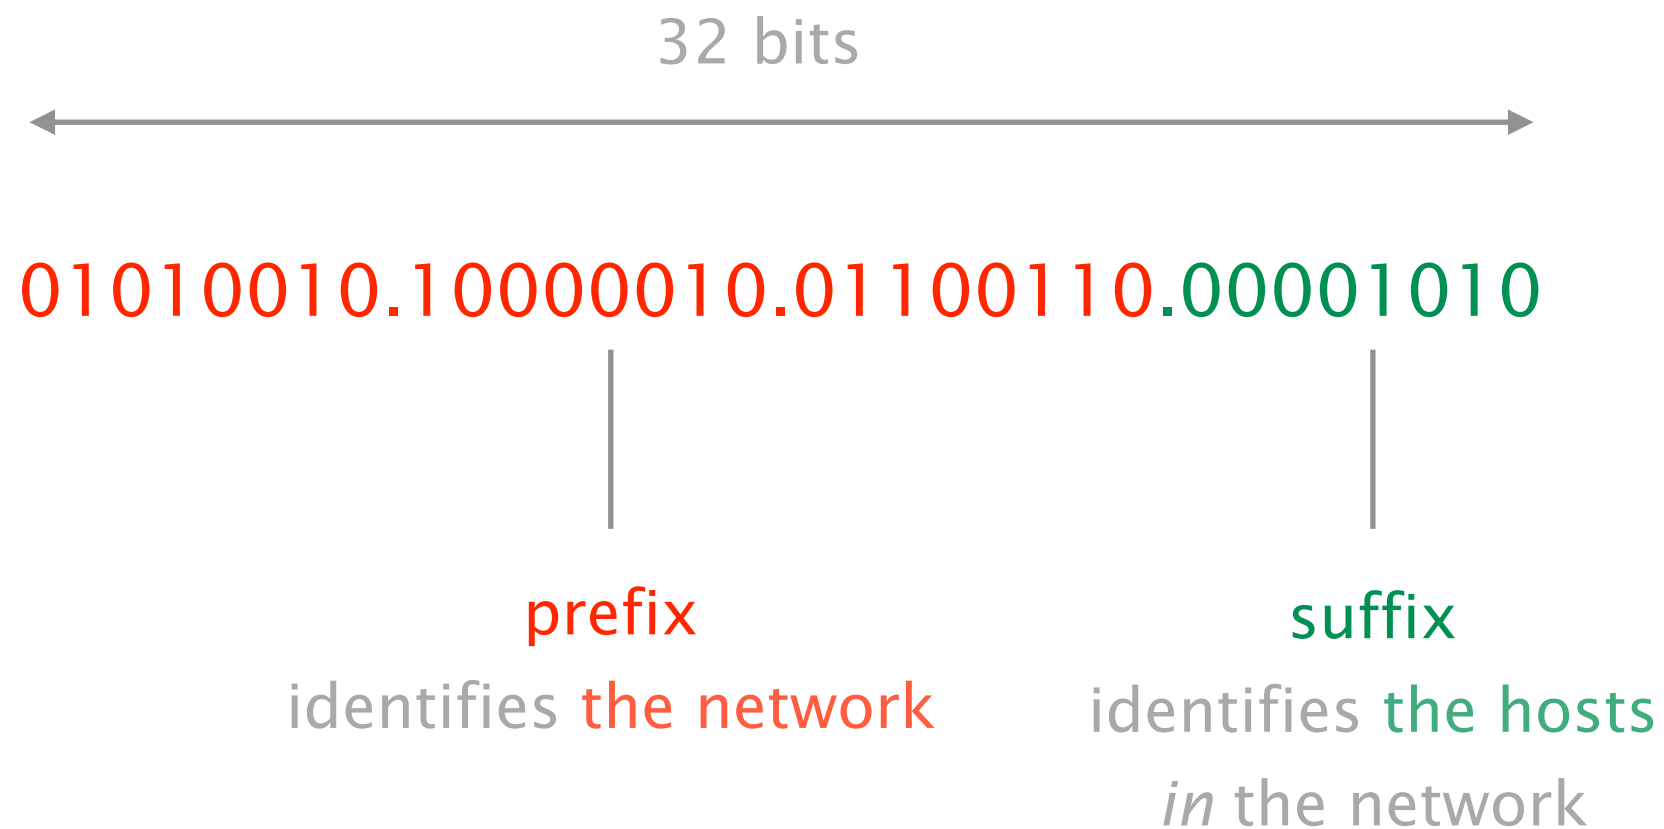 32 bits
01010010.10000010.01100110.00001010
prefix
identifies the network
suffix
identifies the hosts
in the network